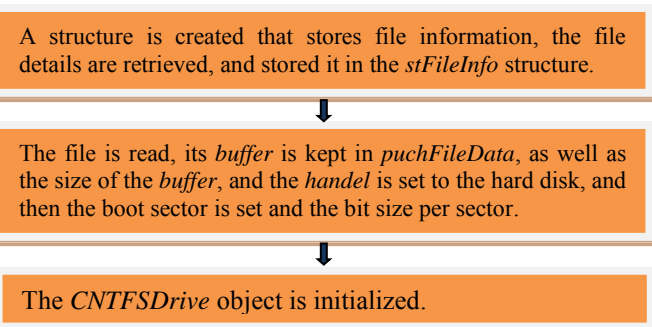 A structure is created that stores file information, the file
details are retrieved, and stored it in the stFileInfo structure.
The file is read, its buffer is kept in puchFileData, as well as
the size of the buffer, and the handel is set to the hard disk, and
then the boot sector is set and the bit size per sector.
The CNTFSDrive object is initialized.